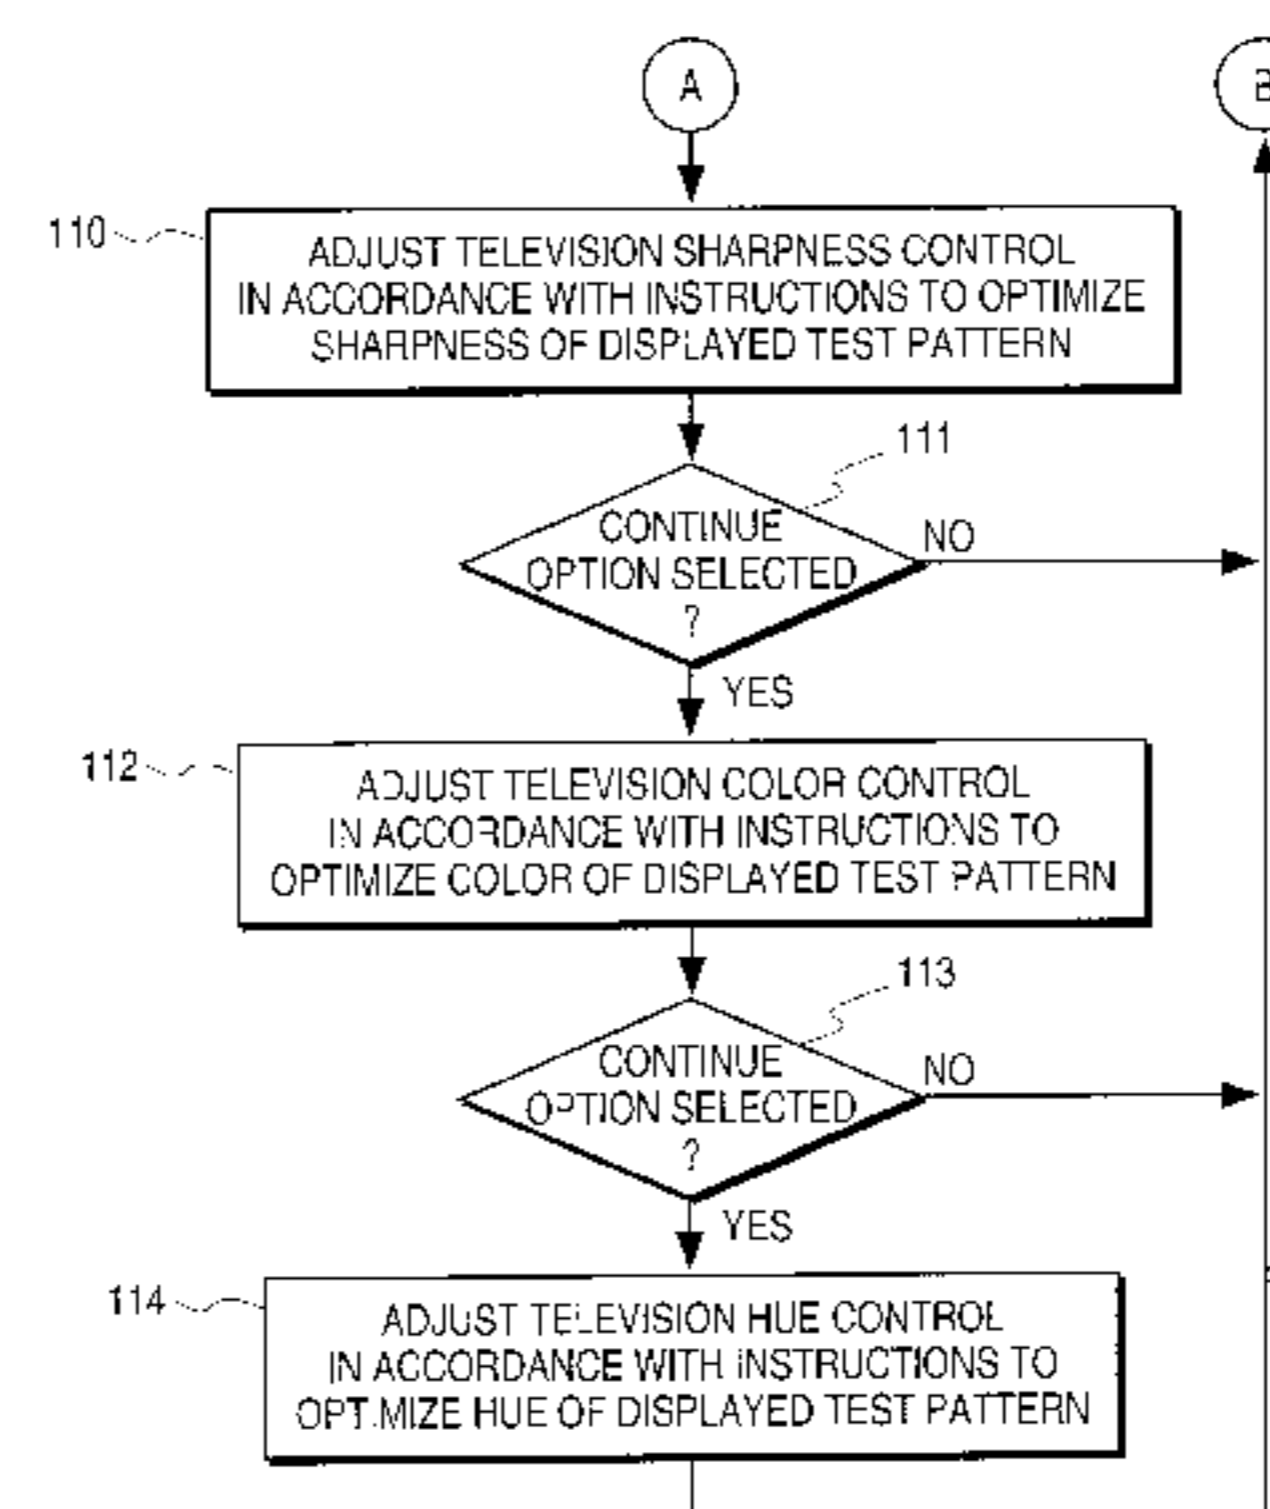 A
B
110
ADJUST TELEVISION SHARPNESS CONTROL
IN ACCORDANCE WITH INSTRUCTIONS TO OPTIMIZE
SHARPNESS OF DISPLAYED TEST PATTERN
111
CONTINUE
OPTION SELECTED
?
NO
YES
112
ADJUST TELEVISION COLOR CONTROL
IN ACCORDANCE WITH INSTRUCTIONS TO
OPTIMIZE COLOR OF DISPLAYED TEST PATTERN
113
CONTINUE
OPTION SELECTED
?
NO
YES
114
ADJUST TELEVISION HUE CONTROL
IN ACCORDANCE WITH INSTRUCTIONS TO
OPTIMIZE HUE OF DISPLAYED TEST PATTERN